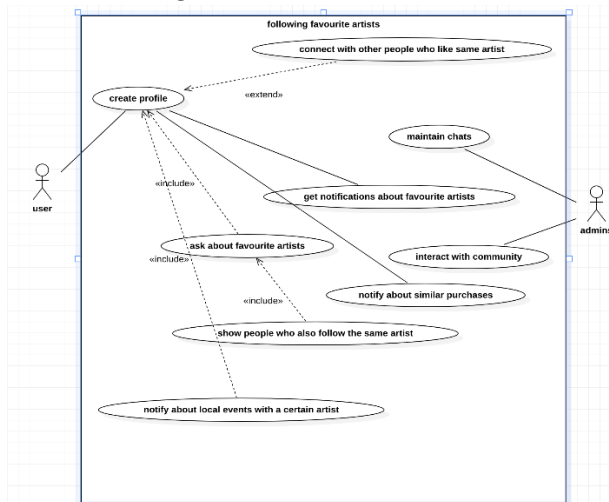 following favourite artists
connect with other people who like same artist
«extend»
create profile
maintain chats
«include»
get notifications about favourite artists
user
admins
ask about favourite artists
«include»
interact with community
notify about similar purchases
«include»
show people who also follow the same artist
notify about local events with a certain artist